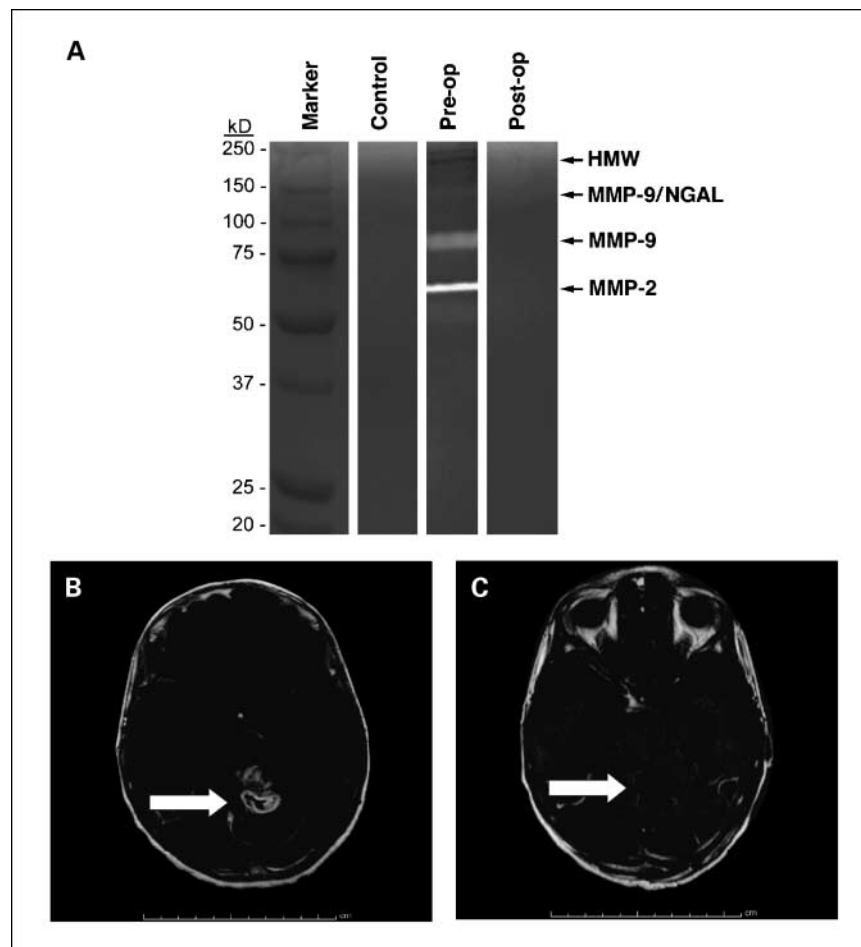 A
Marker
Control
Pre-op
Post-op
kD
250 -
150 -
100 -
75 -
50 -
37 -
25 -
20 -
HMW
MMP-9/NGAL
MMP-9
MMP-2
B
cm
C
cm